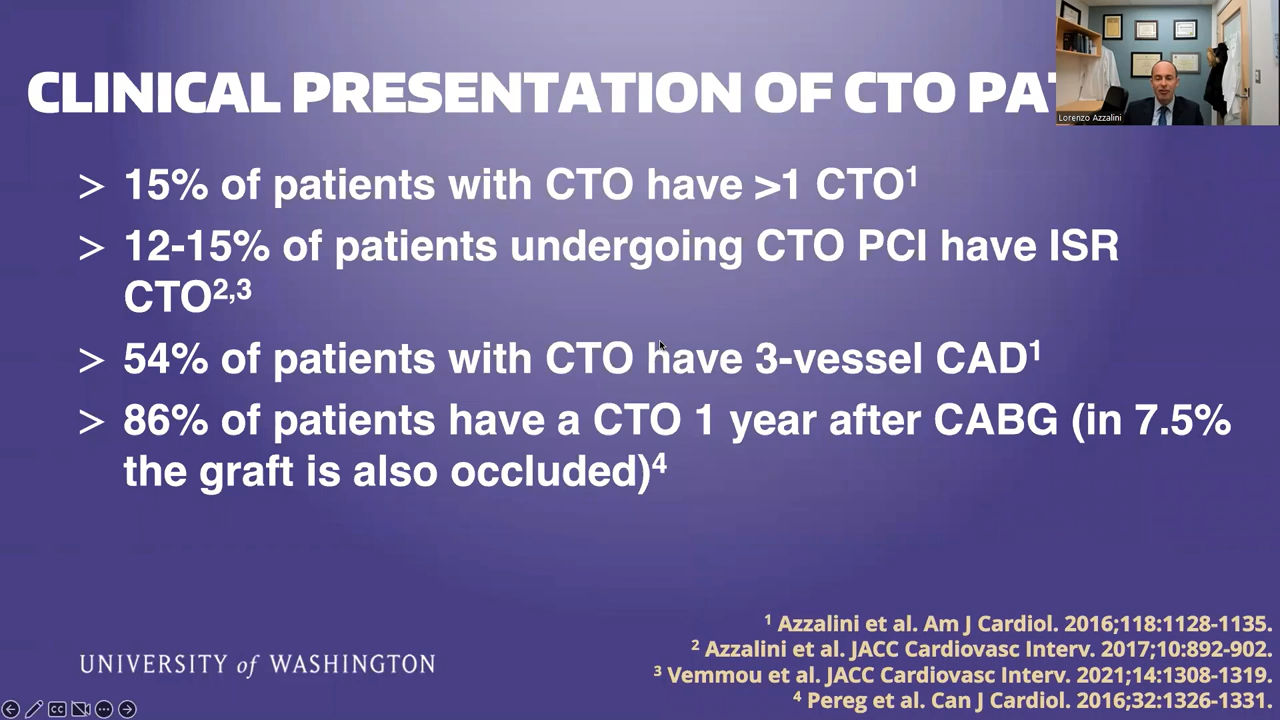 CLINICAL PRESENTATION OF CTO PAT
Lorenzo Azzalini
> 15% of patients with CTO have >1 CTO¹
> 12-15% of patients undergoing CTO PCI have ISR
CTO²,³
> 54% of patients with CTO have 3-vessel CAD¹
> 86% of patients have a CTO 1 year after CABG (in 7.5%
the graft is also occluded)⁴
¹ Azzalini et al. Am J Cardiol. 2016;118:1128-1135.
² Azzalini et al. JACC Cardiovasc Interv. 2017;10:892-902.
³ Vemmou et al. JACC Cardiovasc Interv. 2021;14:1308-1319.
⁴ Pereg et al. Can J Cardiol. 2016;32:1326-1331.
UNIVERSITY of WASHINGTON
CC